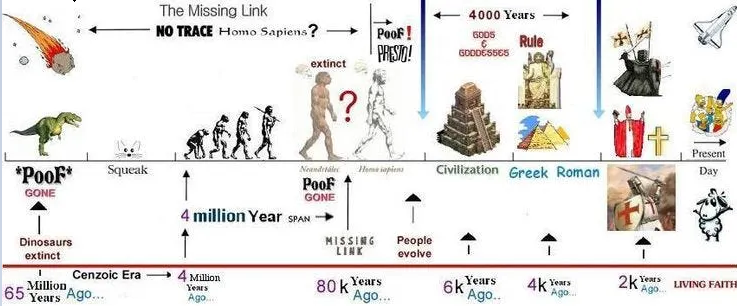 The Missing Link
NO TRACE Homo Sapiens?
PooF!
PRESTO!
4000 Years
GODS
&
GODDESSES
Rule
extinct
?
*PooF*
GONE
Squeak
Neandrtálec
Homo sapiens
Civilization
Greek Roman
Present
Day
PooF
GONE
4 million Year SPAN
Dinosaurs
extinct
MISSING
LINK
People
evolve
Cenzoic Era
65 Million
Years Ago...
4 Million
Years
Ago...
80k Years
Ago..
6k Years
Ago..
4k Years
Ago...
2k Years
Ago...
LIVING FAITH